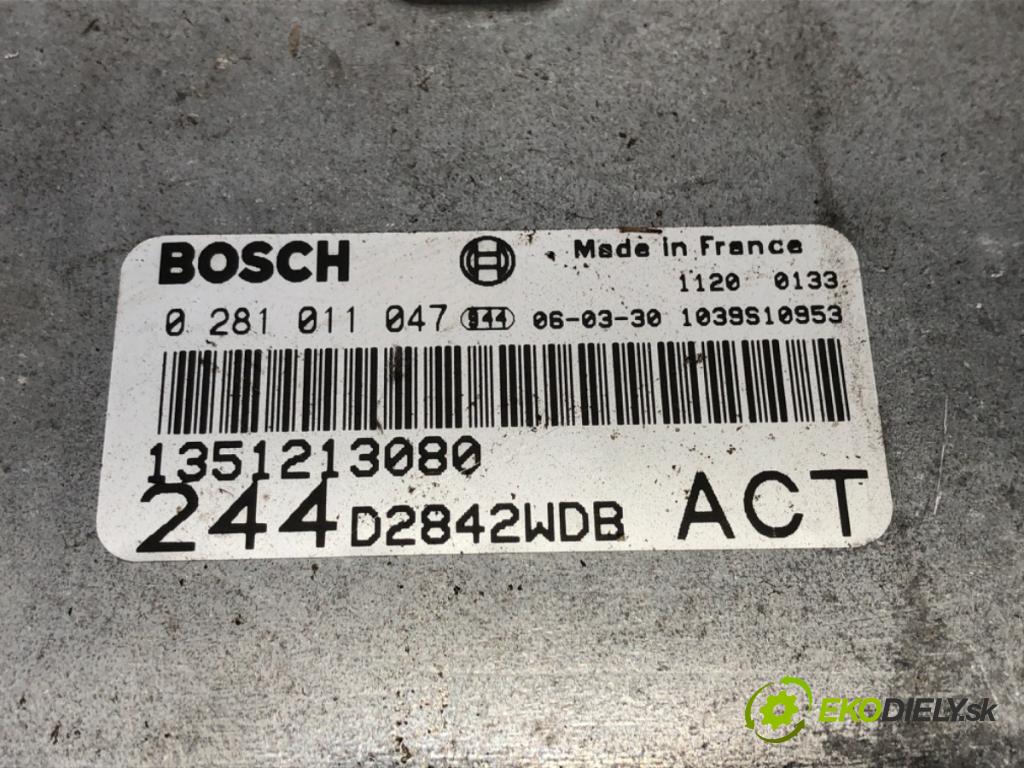 BOSCH Made in France
1120 0133
0 281 011 047 944 06-03-30 1039S10953
1351213080
244 D2842WDB ACT
EKODIELY.sk